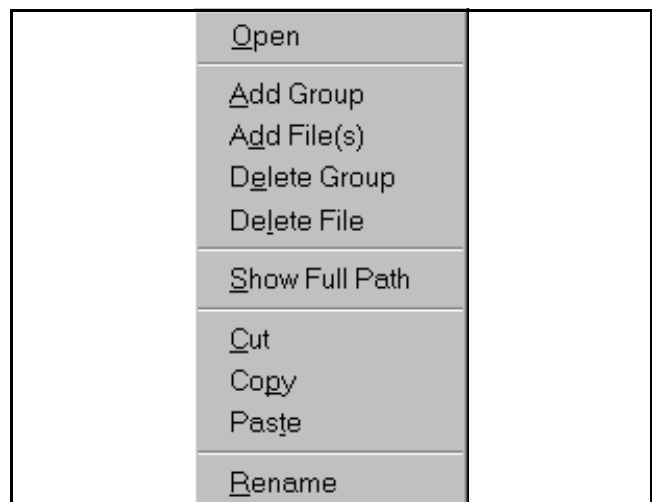 Open
Add Group
Add File(s)
Delete Group
Delete File
Show Full Path
Cut
Copy
Paste
Rename